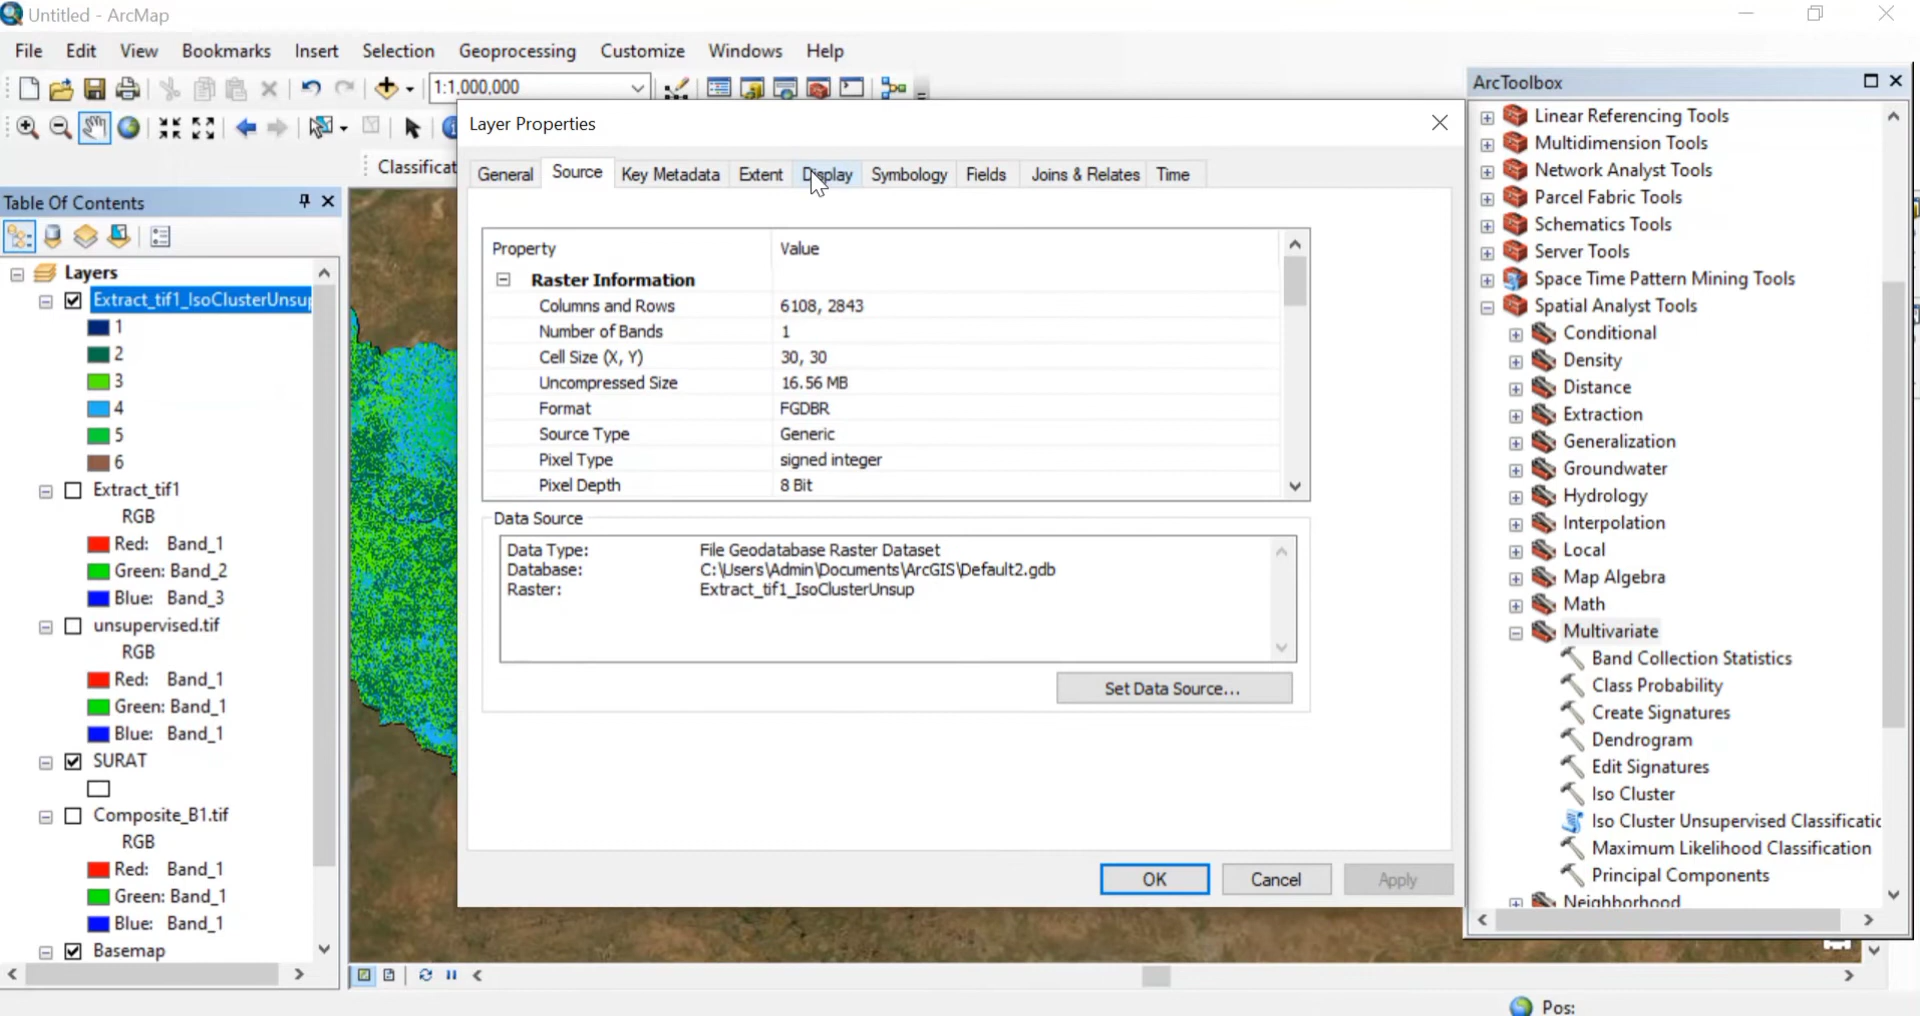 Untitled - ArcMap
File Edit View Bookmarks Insert Selection Geoprocessing Customize Windows Help
1:1,000,000
Classificat
Table Of Contents
Layers
Extract_tif1_IsoClusterUnsup
1
2
3
4
5
6
Extract_tif1
RGB
Red: Band_1
Green: Band_2
Blue: Band_3
unsupervised.tif
RGB
Red: Band_1
Green: Band_1
Blue: Band_1
SURAT
Composite_B1.tif
RGB
Red: Band_1
Green: Band_1
Blue: Band_1
Basemap
Layer Properties
General Source Key Metadata Extent Display Symbology Fields Joins & Relates Time
Property Value
Raster Information
Columns and Rows 6108, 2843
Number of Bands 1
Cell Size (X, Y) 30, 30
Uncompressed Size 16.56 MB
Format FGDBR
Source Type Generic
Pixel Type signed integer
Pixel Depth 8 Bit
Data Source
Data Type: File Geodatabase Raster Dataset
Database: C:\Users\Admin\Documents\ArcGIS\Default2.gdb
Raster: Extract_tif1_IsoClusterUnsup
Set Data Source...
OK Cancel Apply
ArcToolbox
Linear Referencing Tools
Multidimension Tools
Network Analyst Tools
Parcel Fabric Tools
Schematics Tools
Server Tools
Space Time Pattern Mining Tools
Spatial Analyst Tools
Conditional
Density
Distance
Extraction
Generalization
Groundwater
Hydrology
Interpolation
Local
Map Algebra
Math
Multivariate
Band Collection Statistics
Class Probability
Create Signatures
Dendrogram
Edit Signatures
Iso Cluster
Iso Cluster Unsupervised Classificatio
Maximum Likelihood Classification
Principal Components
Neighborhood
Pos: